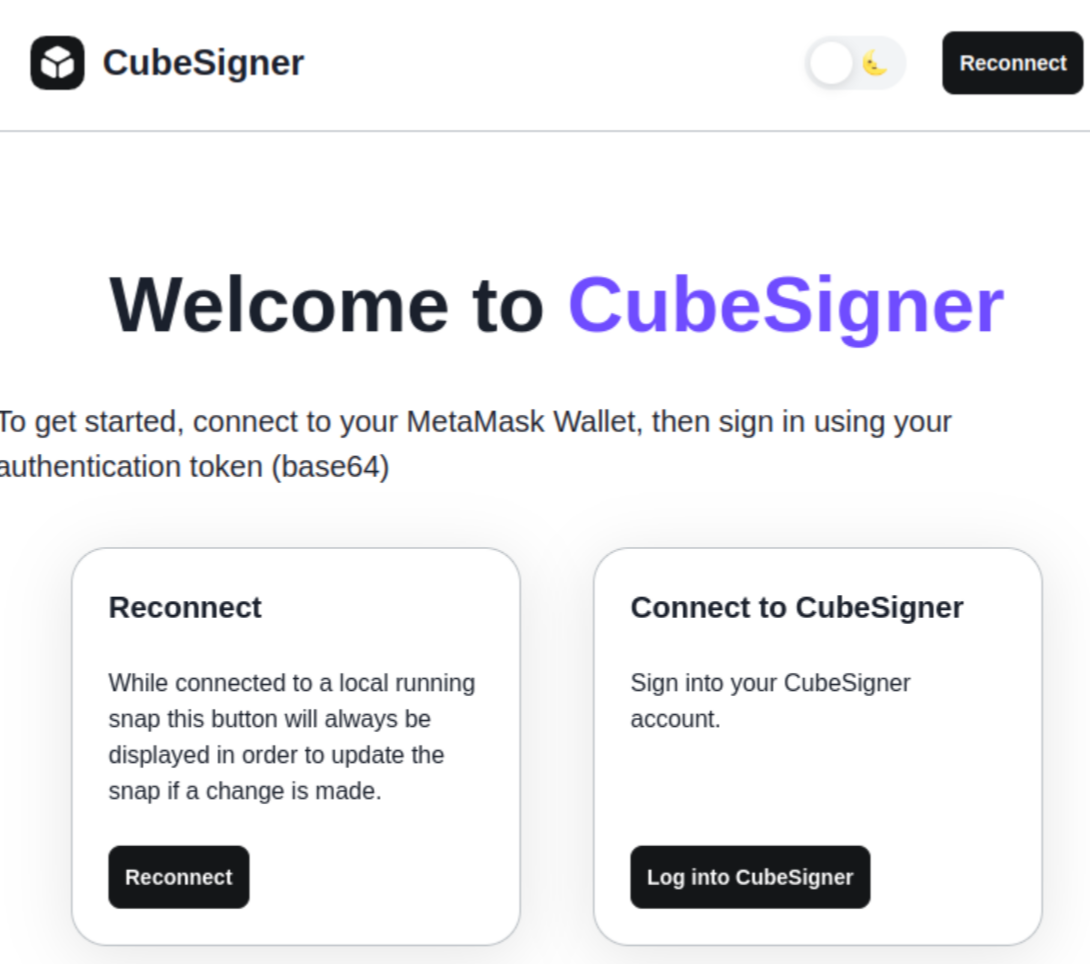 CubeSigner
Reconnect
Welcome to CubeSigner
To get started, connect to your MetaMask Wallet, then sign in using your
authentication token (base64)
Reconnect
While connected to a local running
snap this button will always be
displayed in order to update the
snap if a change is made.
Reconnect
Connect to CubeSigner
Sign into your CubeSigner
account.
Log into CubeSigner